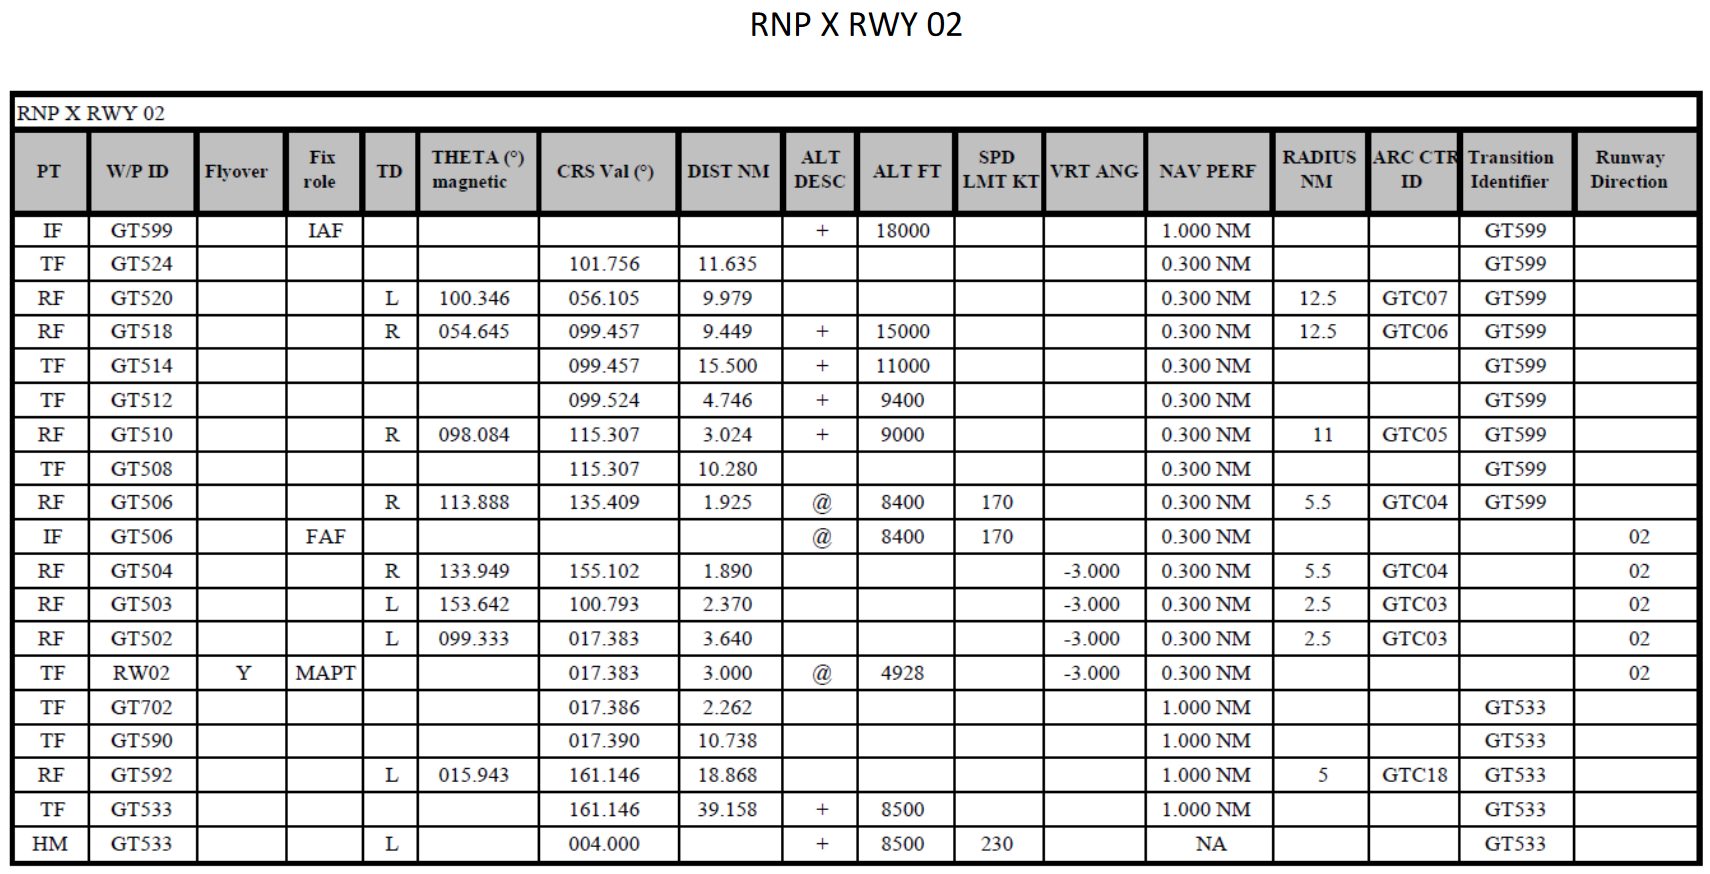 RNP X RWY 02
RNP X RWY 02
PT W/P ID Flyover Fix role TD THETA (°) magnetic CRS Val (°) DIST NM ALT DESC ALT FT SPD LMT KT VRT ANG NAV PERF RADIUS NM ARC CTR ID Transition Identifier Runway Direction
IF GT599 IAF + 18000 1.000 NM GT599
TF GT524 101.756 11.635 0.300 NM GT599
RF GT520 L 100.346 056.105 9.979 0.300 NM 12.5 GTC07 GT599
RF GT518 R 054.645 099.457 9.449 + 15000 0.300 NM 12.5 GTC06 GT599
TF GT514 099.457 15.500 + 11000 0.300 NM GT599
TF GT512 099.524 4.746 + 9400 0.300 NM GT599
RF GT510 R 098.084 115.307 3.024 + 9000 0.300 NM 11 GTC05 GT599
TF GT508 115.307 10.280 0.300 NM GT599
RF GT506 R 113.888 135.409 1.925 @ 8400 170 0.300 NM 5.5 GTC04 GT599
IF GT506 FAF @ 8400 170 0.300 NM 02
RF GT504 R 133.949 155.102 1.890 -3.000 0.300 NM 5.5 GTC04 02
RF GT503 L 153.642 100.793 2.370 -3.000 0.300 NM 2.5 GTC03 02
RF GT502 L 099.333 017.383 3.640 -3.000 0.300 NM 2.5 GTC03 02
TF RW02 Y MAPT 017.383 3.000 @ 4928 -3.000 0.300 NM 02
TF GT702 017.386 2.262 1.000 NM GT533
TF GT590 017.390 10.738 1.000 NM GT533
RF GT592 L 015.943 161.146 18.868 1.000 NM 5 GTC18 GT533
TF GT533 161.146 39.158 + 8500 1.000 NM GT533
HM GT533 L 004.000 + 8500 230 NA GT533